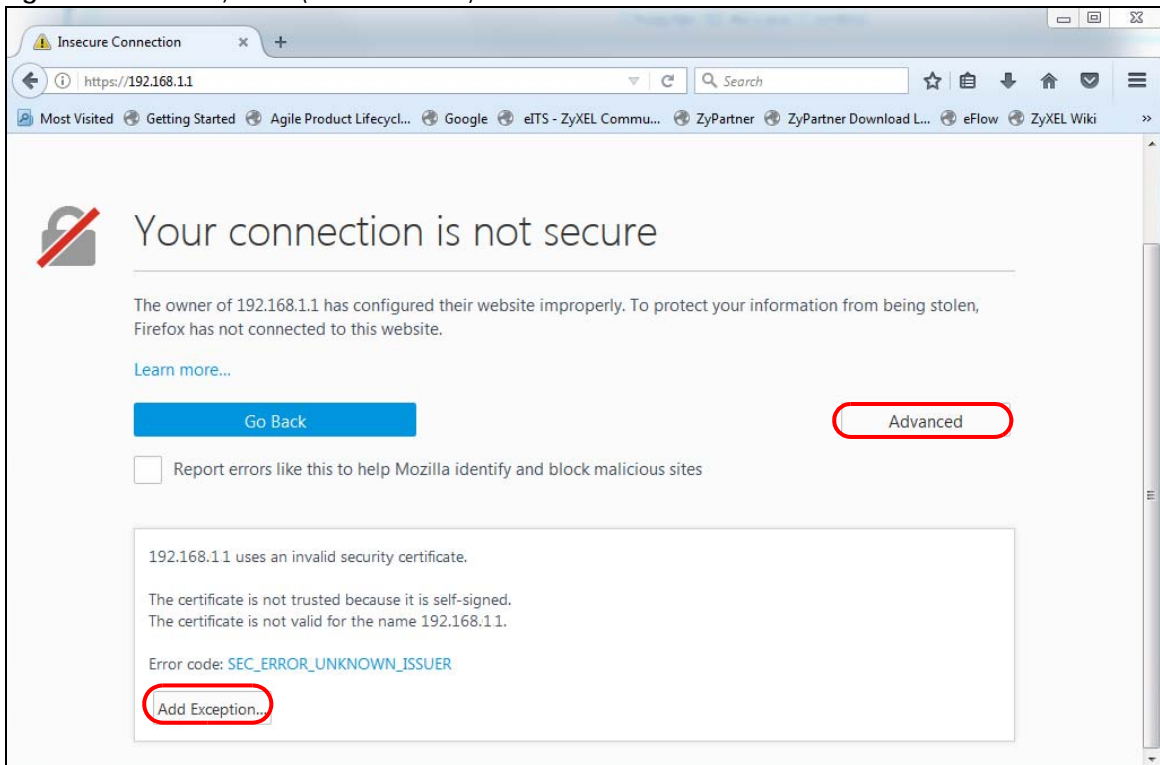 Insecure Connection
https://192.168.1.1
Search
Most Visited Getting Started Agile Product Lifecycl... Google eITS - ZyXEL Commu... ZyPartner ZyPartner Download L... eFlow ZyXEL Wiki »
Your connection is not secure
The owner of 192.168.1.1 has configured their website improperly. To protect your information from being stolen,
Firefox has not connected to this website.
Learn more...
Go Back
Advanced
Report errors like this to help Mozilla identify and block malicious sites
192.168.1.1 uses an invalid security certificate.
The certificate is not trusted because it is self-signed.
The certificate is not valid for the name 192.168.1.1.
Error code: SEC_ERROR_UNKNOWN_ISSUER
Add Exception...